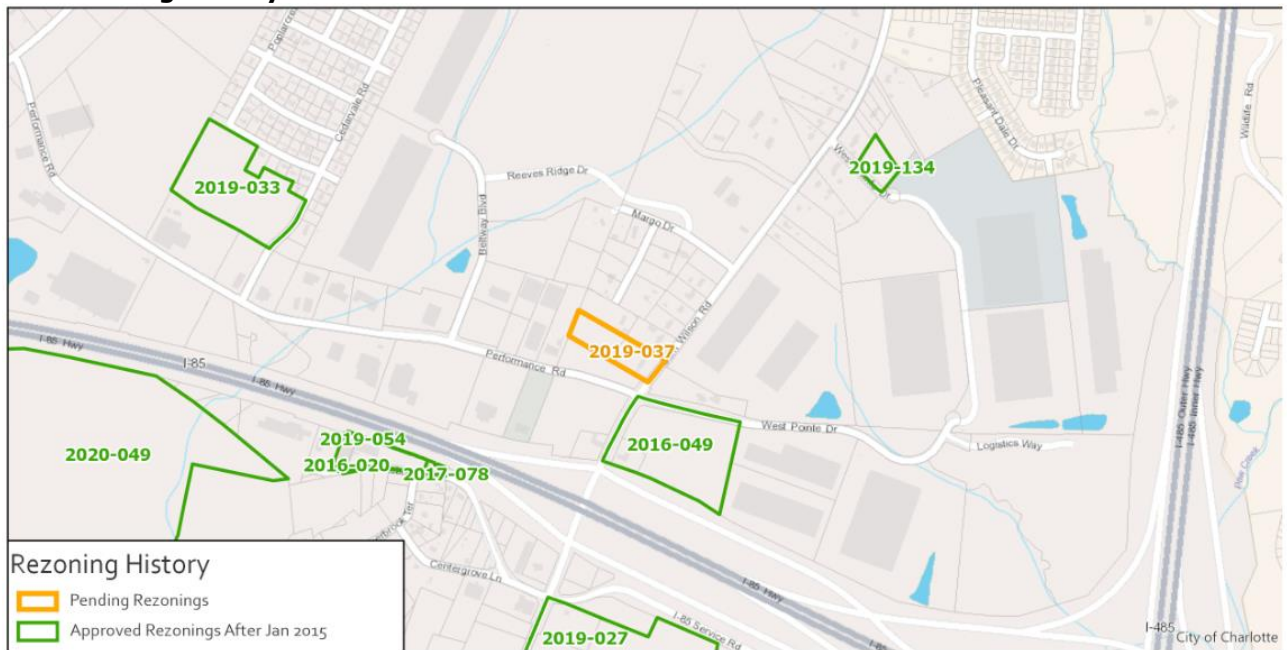 Poplarcrest
Cedarvale Rd
Performance Rd
2019-033
Reeves Ridge Dr
Beltway Blvd
Margo Dr
2019-134
Pleasant Dale Dr
Wildlife Rd
2019-037
Wilson Rd
Performance Rd
I-85 Hwy
I-85
I-85 Hwy
2016-049
West Pointe Dr
Logistics Way
I-485 Outer Hwy
I-485 Inner Hwy
2020-049
2019-054
2016-020
2017-078
Centergrove Ln
I-85 Hwy
I-85 Service Rd
2019-027
I-485
City of Charlotte
Rezoning History
Pending Rezonings
Approved Rezonings After Jan 2015